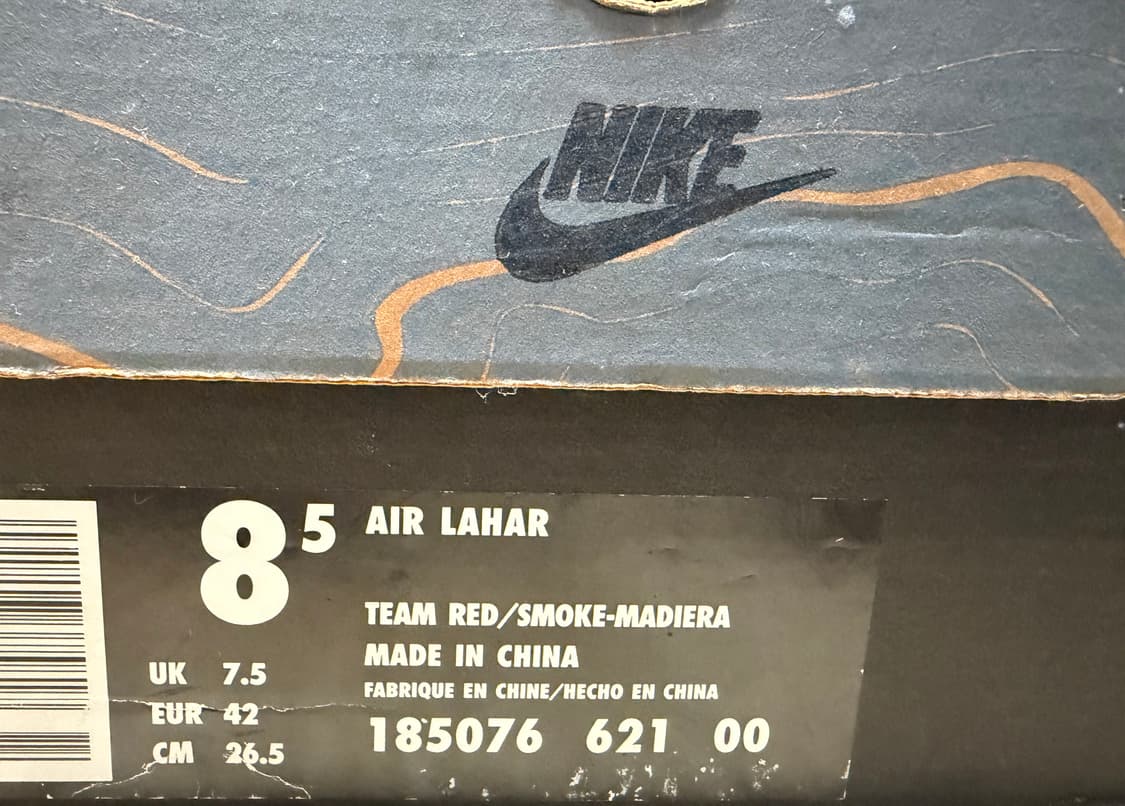 NIKE
8 5 AIR LAHAR
TEAM RED/SMOKE-MADIERA
MADE IN CHINA
FABRIQUE EN CHINE/HECHO EN CHINA
185076 621 00
UK 7.5
EUR 42
CM 26.5